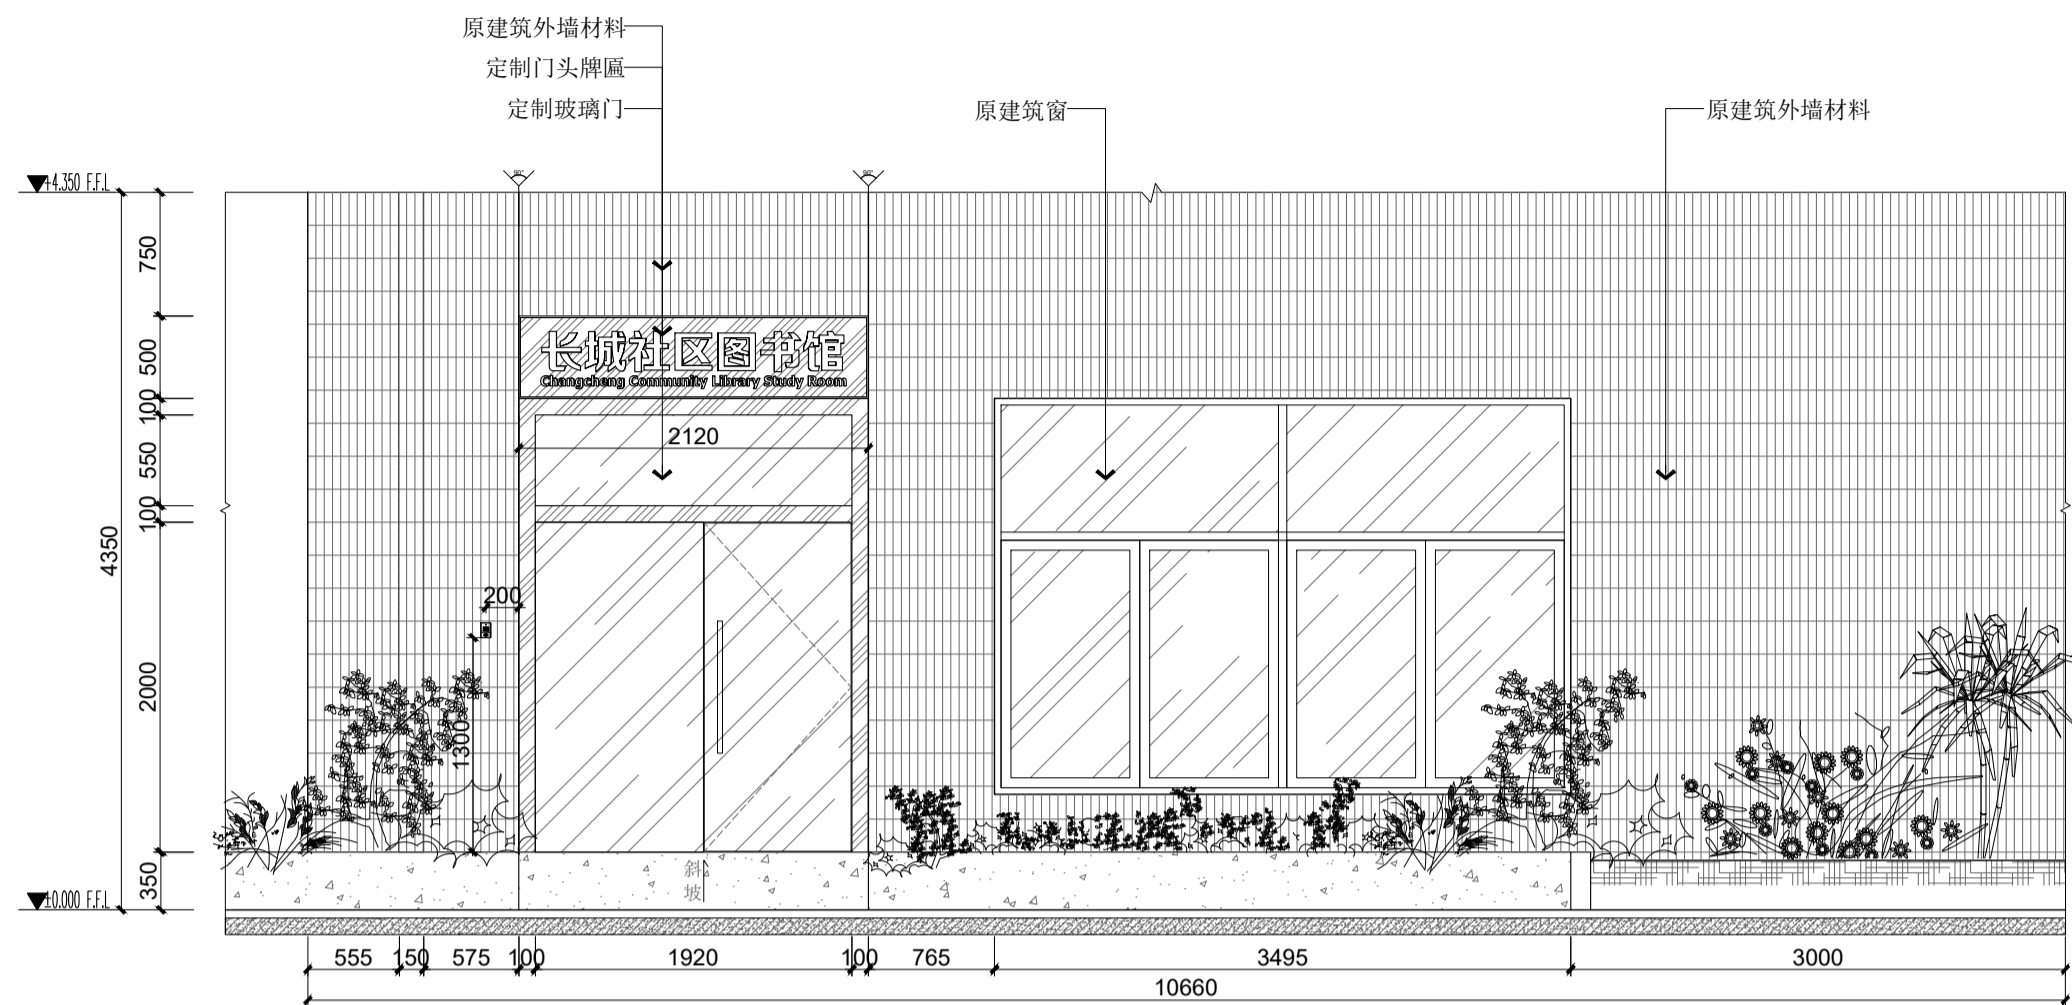 原建筑外墙材料
定制门头牌匾
定制玻璃门
原建筑窗
原建筑外墙材料
+4.350 F.F.L
90°
90°
750
500
100
550
100
4350
2000
350
长城社区图书馆
Changcheng Community Library Study Room
2120
200
1300
斜坡
±0.000 F.F.L
555
150
575
100
1920
100
765
3495
3000
10660